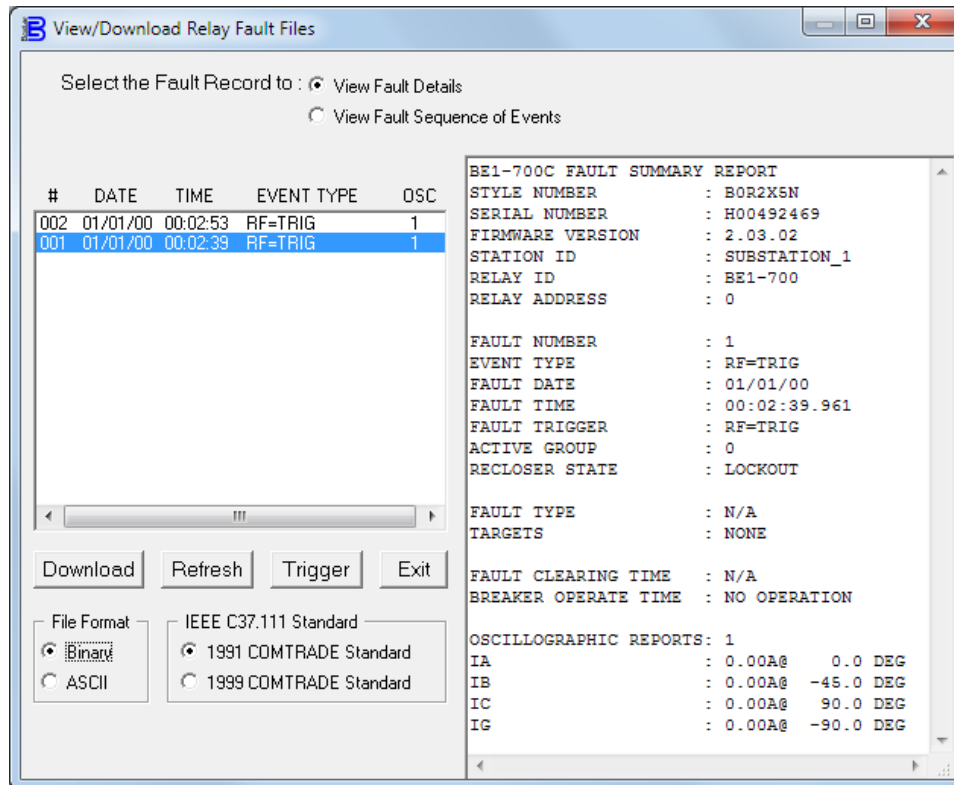 View/Download Relay Fault Files
Select the Fault Record to :
View Fault Details
View Fault Sequence of Events
# DATE TIME EVENT TYPE OSC
002 01/01/00 00:02:53 RF=TRIG 1
001 01/01/00 00:02:39 RF=TRIG 1
Download Refresh Trigger Exit
File Format
Binary
ASCII
IEEE C37.111 Standard
1991 COMTRADE Standard
1999 COMTRADE Standard
BE1-700C FAULT SUMMARY REPORT
STYLE NUMBER : B0R2X5N
SERIAL NUMBER : H00492469
FIRMWARE VERSION : 2.03.02
STATION ID : SUBSTATION_1
RELAY ID : BE1-700
RELAY ADDRESS : 0
FAULT NUMBER : 1
EVENT TYPE : RF=TRIG
FAULT DATE : 01/01/00
FAULT TIME : 00:02:39.961
FAULT TRIGGER : RF=TRIG
ACTIVE GROUP : 0
RECLOSER STATE : LOCKOUT
FAULT TYPE : N/A
TARGETS : NONE
FAULT CLEARING TIME : N/A
BREAKER OPERATE TIME : NO OPERATION
OSCILLOGRAPHIC REPORTS: 1
IA : 0.00A@ 0.0 DEG
IB : 0.00A@ -45.0 DEG
IC : 0.00A@ 90.0 DEG
IG : 0.00A@ -90.0 DEG